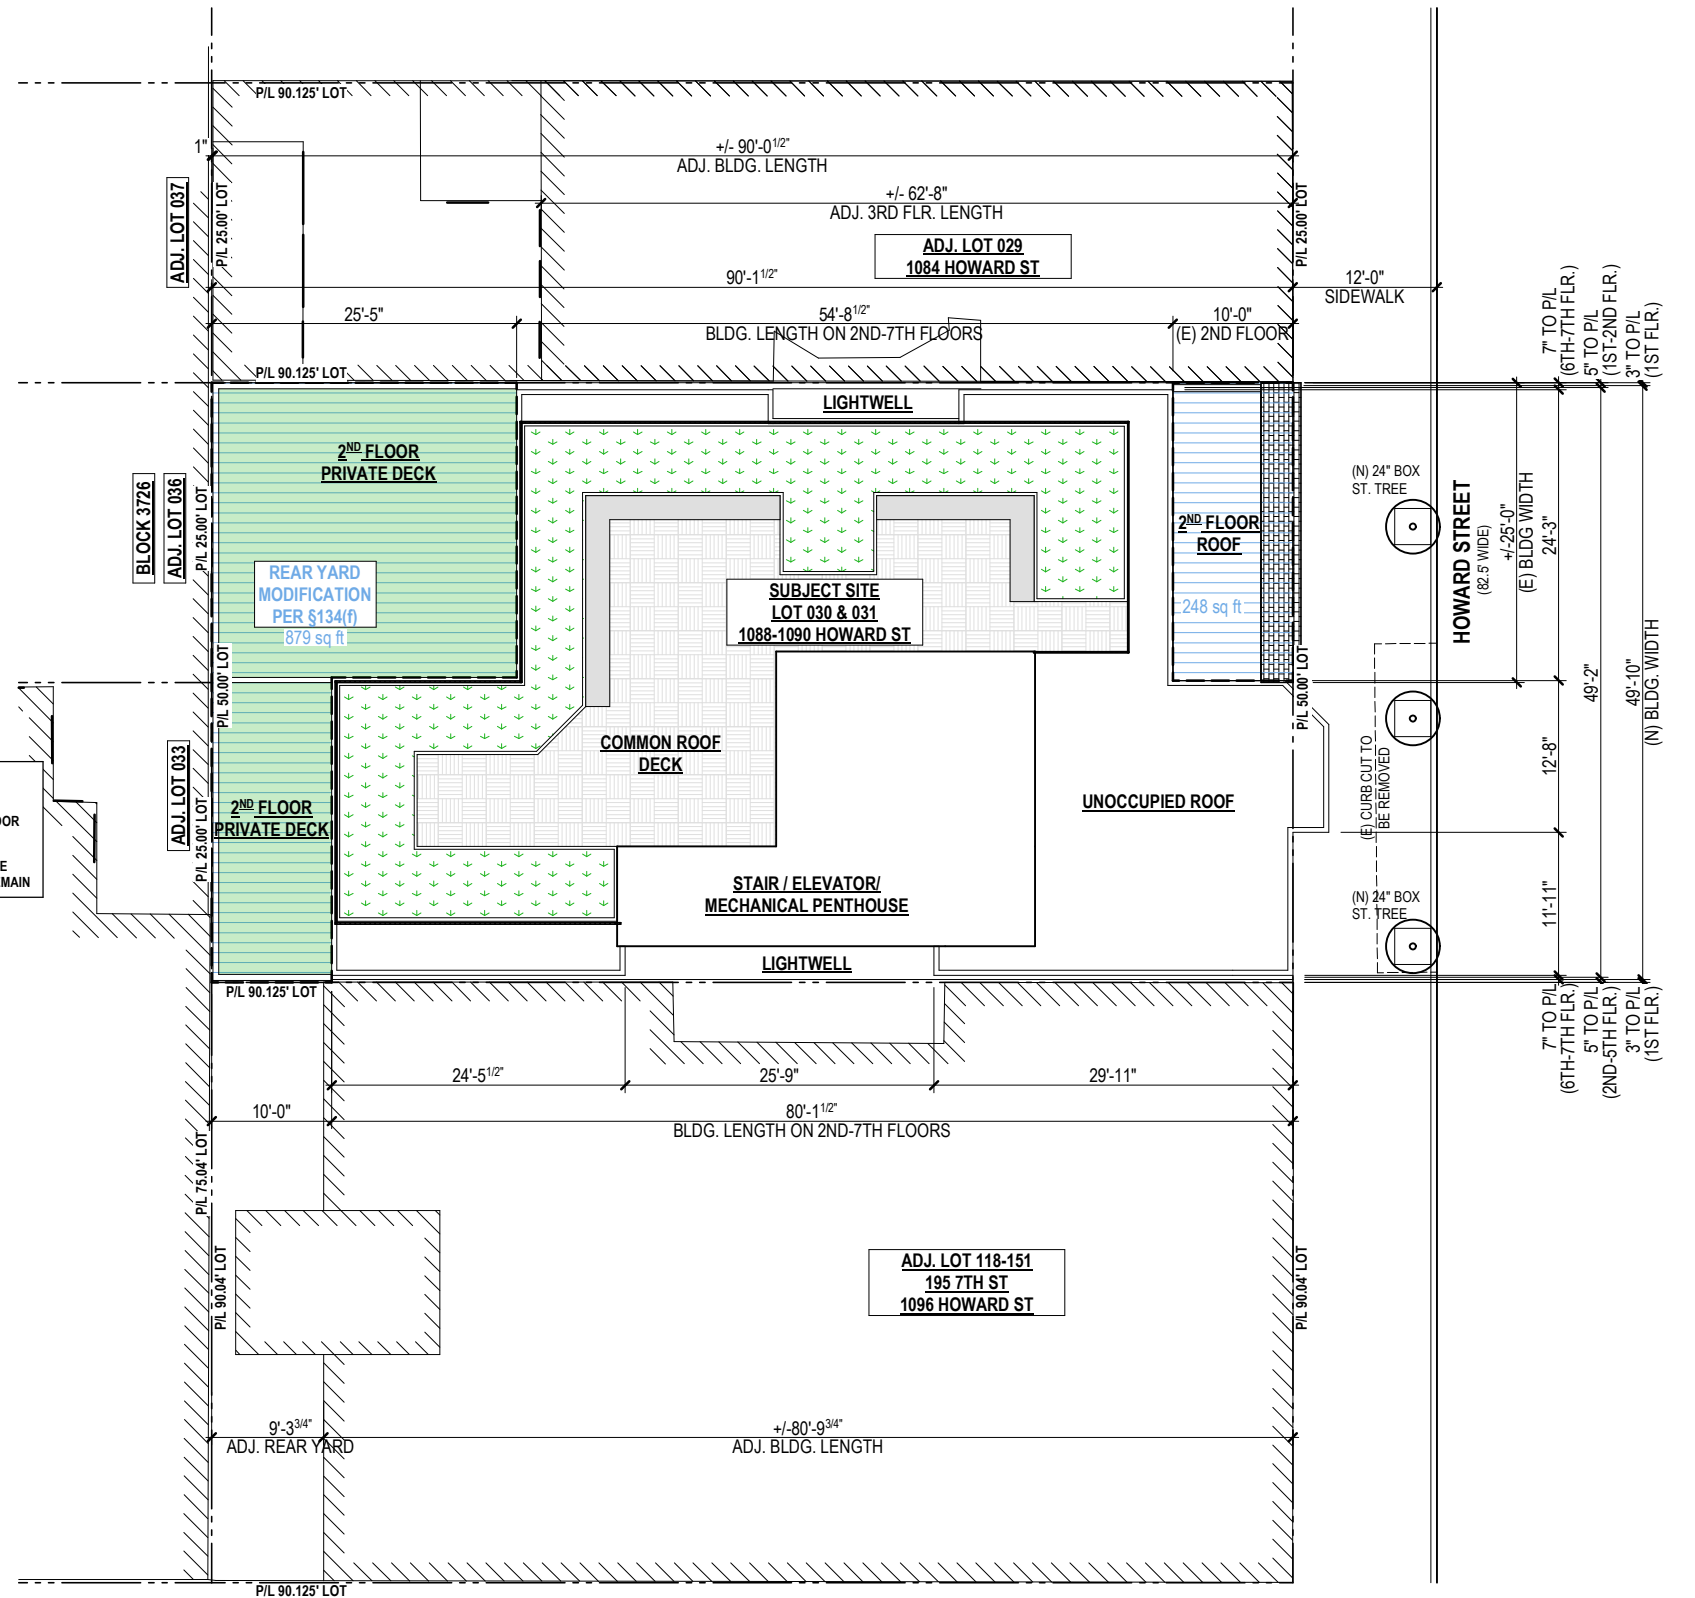 P/L 90.125' LOT
1"
+/- 90'-0 1/2"
ADJ. BLDG. LENGTH
+/- 62'-8"
ADJ. 3RD FLR. LENGTH
ADJ. LOT 037
P/L 25.00' LOT
P/L 25.00' LOT
ADJ. LOT 029
1084 HOWARD ST
90'-1 1/2"
12'-0"
SIDEWALK
25'-5"
54'-8 1/2"
BLDG. LENGTH ON 2ND-7TH FLOORS
10'-0"
(E) 2ND FLOOR
7" TO P/L
(6TH-7TH FLR.)
5" TO P/L
(1ST-2ND FLR.)
3" TO P/L
(1ST FLR.)
P/L 90.125' LOT
LIGHTWELL
2ND FLOOR
PRIVATE DECK
BLOCK 3726
ADJ. LOT 036
P/L 25.00' LOT
REAR YARD
MODIFICATION
PER §134(f)
879 sq ft
SUBJECT SITE
LOT 030 & 031
1088-1090 HOWARD ST
2ND FLOOR
ROOF
248 sq ft
(N) 24" BOX
ST. TREE
HOWARD STREET
(82.5' WIDE)
+/-25'-0"
(E) BLDG WIDTH
24'-3"
P/L 50.00' LOT
P/L 50.00' LOT
49'-2"
49'-10"
(N) BLDG. WIDTH
COMMON ROOF
DECK
12'-8"
(E) CURB CUT TO
BE REMOVED
ADJ. LOT 033
P/L 25.00' LOT
2ND FLOOR
PRIVATE DECK
UNOCCUPIED ROOF
OOR
E
MAIN
STAIR / ELEVATOR/
MECHANICAL PENTHOUSE
(N) 24" BOX
ST. TREE
11'-11"
LIGHTWELL
P/L 90.125' LOT
7" TO P/L
(6TH-7TH FLR.)
5" TO P/L
(2ND-5TH FLR.)
3" TO P/L
(1ST FLR.)
24'-5 1/2"
25'-9"
29'-11"
10'-0"
80'-1 1/2"
BLDG. LENGTH ON 2ND-7TH FLOORS
P/L 75.04' LOT
P/L 90.04' LOT
ADJ. LOT 118-151
195 7TH ST
1096 HOWARD ST
P/L 90.04' LOT
9'-3 3/4"
ADJ. REAR YARD
+/-80'-9 3/4"
ADJ. BLDG. LENGTH
P/L 90.125' LOT